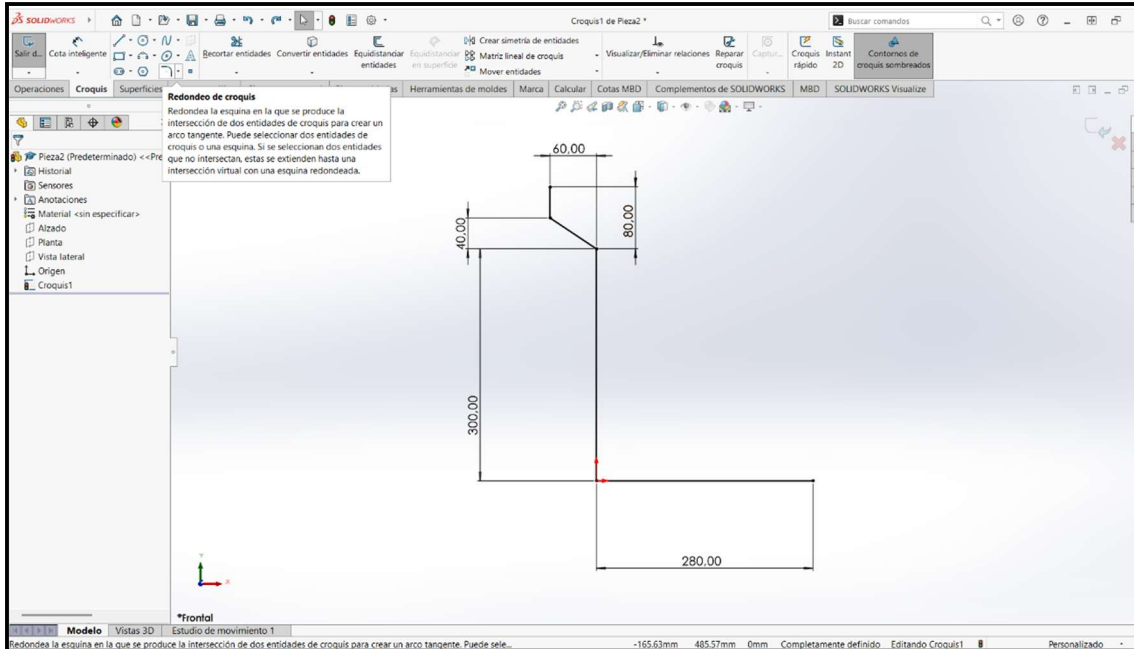 SOLIDWORKS
Croquis1 de Pieza2 *
Buscar comandos
Salir d...
Cota inteligente
Recortar entidades
Convertir entidades
Equidistanciar entidades
Equidistanciar en superficie
Crear simetría de entidades
Matriz lineal de croquis
Mover entidades
Visualizar/Eliminar relaciones
Reparar croquis
Captur...
Croquis rápido
Instant 2D
Contornos de croquis sombreados
Operaciones
Croquis
Superficies
Herramientas de moldes
Marca
Calcular
Cotas MBD
Complementos de SOLIDWORKS
MBD
SOLIDWORKS Visualize
Redondeo de croquis
Redondea la esquina en la que se produce la
intersección de dos entidades de croquis para crear un
arco tangente. Puede seleccionar dos entidades de
croquis o una esquina. Si se seleccionan dos entidades
que no intersectan, estas se extienden hasta una
intersección virtual con una esquina redondeada.
Pieza2 (Predeterminado) <<Pre
Historial
Sensores
Anotaciones
Material <sin especificar>
Alzado
Planta
Vista lateral
Origen
Croquis1
60,00
80,00
40,00
300,00
280,00
Y
X
*Frontal
Modelo
Vistas 3D
Estudio de movimiento 1
Redondea la esquina en la que se produce la intersección de dos entidades de croquis para crear un arco tangente. Puede sele...
-165.63mm
485.57mm
0mm
Completamente definido
Editando Croquis1
Personalizado